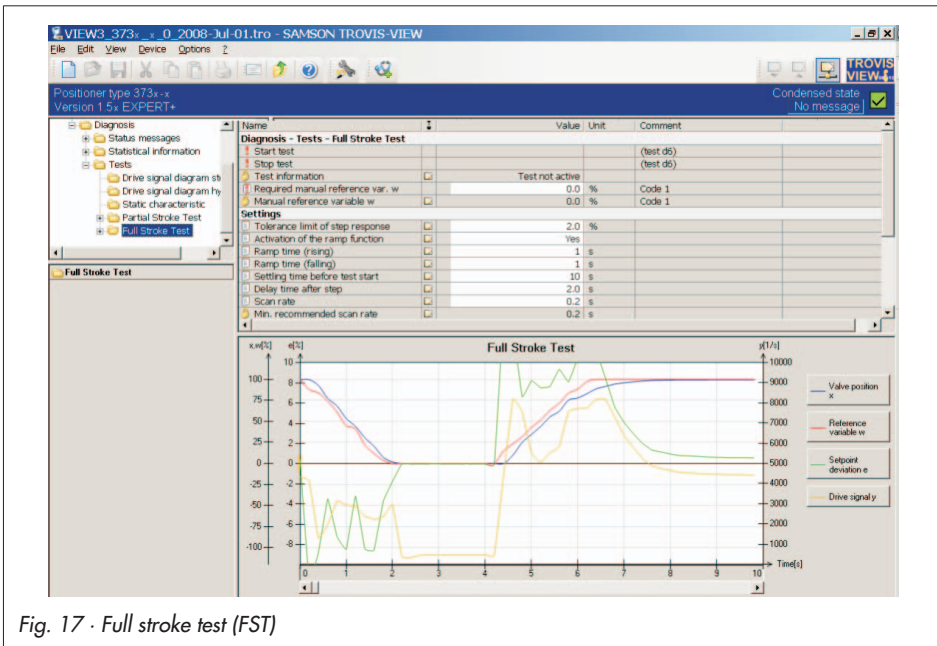 VIEW3_373x _x _0_2008-Jul-01.tro - SAMSON TROVIS-VIEW
File Edit View Device Options ?
TROVIS
VIEW
Positioner type 373x-x
Version 1.5x EXPERT+
Condensed state
No message
Diagnosis
Status messages
Statistical information
Tests
Drive signal diagram st
Drive signal diagram hy
Static characteristic
Partial Stroke Test
Full Stroke Test
Full Stroke Test
Name Value Unit Comment
Diagnosis - Tests - Full Stroke Test
Start test (test d6)
Stop test (test d6)
Test information Test not active
Required manual reference var. w 0.0 % Code 1
Manual reference variable w 0.0 % Code 1
Settings
Tolerance limit of step response 2.0 %
Activation of the ramp function Yes
Ramp time (rising) 1 s
Ramp time (falling) 1 s
Settling time before test start 10 s
Delay time after step 2.0 s
Scan rate 0.2 s
Min. recommended scan rate 0.2 s
x,w[%] e[%] Full Stroke Test y[1/s]
10 10000
100 8 9000
75 6 8000
50 4 7000
25 2 6000
0 0 5000
-25 -2 4000
-50 -4 3000
-75 -6 2000
-100 -8 1000
Time[s]
0 1 2 3 4 5 6 7 8 9 10
Valve position
x
Reference
variable w
Setpoint
deviation e
Drive signal y
Fig. 17 · Full stroke test (FST)